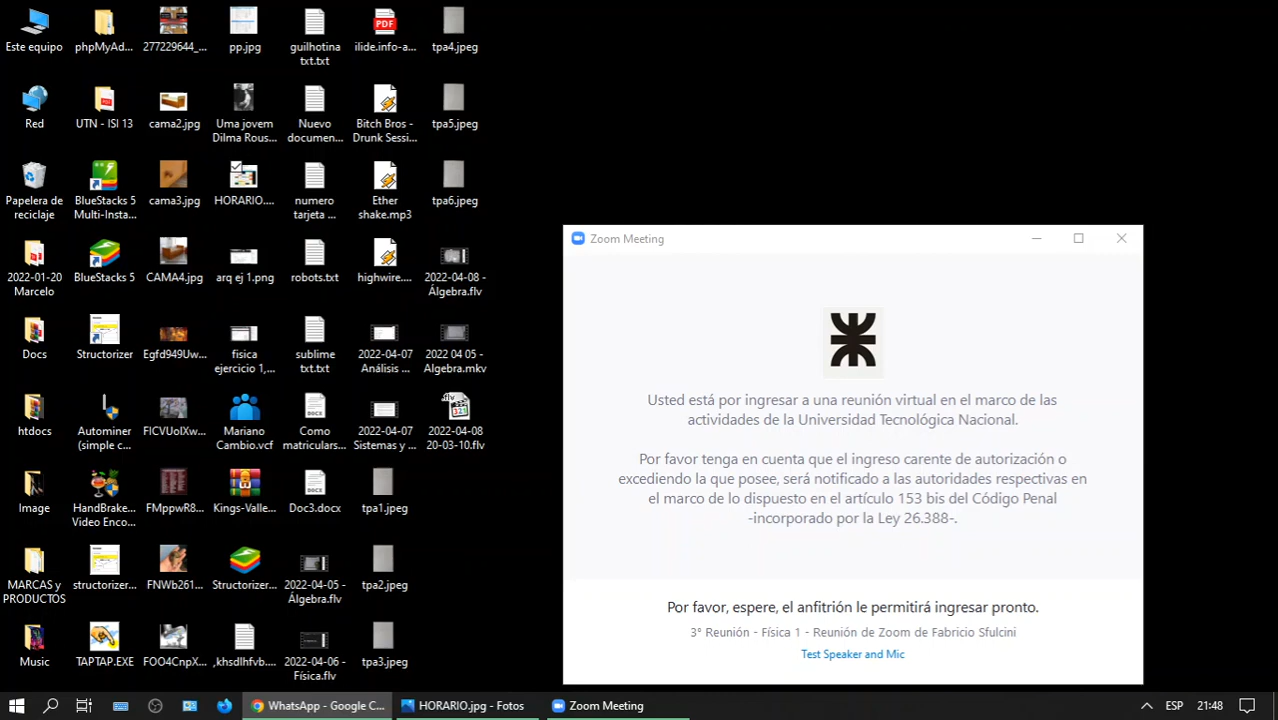 Este equipo
phpMyAd...
277229644_...
pp.jpg
guilhotina
txt.txt
ilide.info-a...
tpa4.jpeg
Red
UTN - ISI 13
cama2.jpg
Uma jovem
Dilma Rous...
Nuevo
documen...
Bitch Bros -
Drunk Sessi...
tpa5.jpeg
Papelera de
reciclaje
BlueStacks 5
Multi-Insta...
cama3.jpg
HORARIO....
numero
tarjeta ...
Ether
shake.mp3
tpa6.jpeg
2022-01-20
Marcelo
BlueStacks 5
CAMA4.jpg
arq ej 1.png
robots.txt
highwire....
2022-04-08 -
Álgebra.flv
Docs
Structorizer
Egfd949Uw...
fisica
ejercicio 1,...
sublime
txt.txt
2022-04-07
Análisis ...
2022 04 05 -
Algebra.mkv
htdocs
Autominer
(simple c...
FICVUoIXw...
Mariano
Cambio.vcf
Como
matriculars...
2022-04-07
Sistemas y ...
2022-04-08
20-03-10.flv
Image
HandBrake...
Video Enco...
FMppwR8...
Kings-Valle...
Doc3.docx
tpa1.jpeg
MARCAS y
PRODUCTOS
structorizer...
FNWb261...
Structorizer...
2022-04-05 -
Álgebra.flv
tpa2.jpeg
Music
TAPTAP.EXE
FOO4CnpX...
,khsdlhfvb....
2022-04-06 -
Física.flv
tpa3.jpeg
Zoom Meeting
Usted está por ingresar a una reunión virtual en el marco de las
actividades de la Universidad Tecnológica Nacional.
Por favor tenga en cuenta que el ingreso carente de autorización o
excediendo la que posee, será notificado a las autoridades respectivas en
el marco de lo dispuesto en el artículo 153 bis del Código Penal
-incorporado por la Ley 26.388-.
Por favor, espere, el anfitrión le permitirá ingresar pronto.
3° Reunión - Física 1 - Reunión de Zoom de Fabricio Sfulcini
Test Speaker and Mic
WhatsApp - Google C...
HORARIO.jpg - Fotos
Zoom Meeting
ESP
21:48